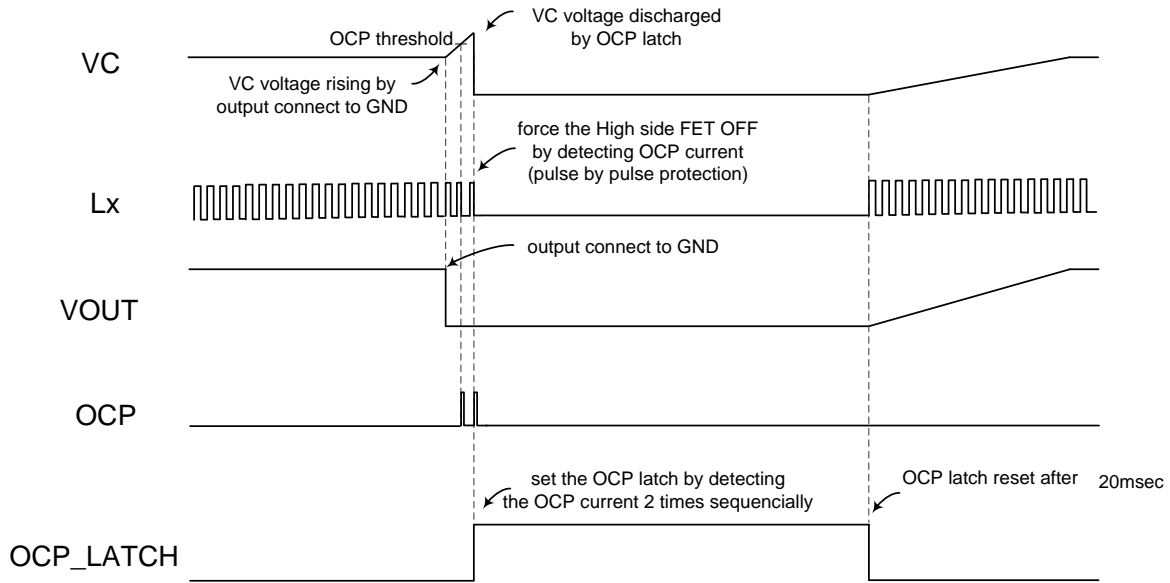 VC voltage discharged
by OCP latch
OCP threshold
VC
VC voltage rising by
output connect to GND
force the High side FET OFF
by detecting OCP current
(pulse by pulse protection)
Lx
output connect to GND
VOUT
OCP
set the OCP latch by detecting
the OCP current 2 times sequencially
OCP latch reset after 20msec
OCP_LATCH